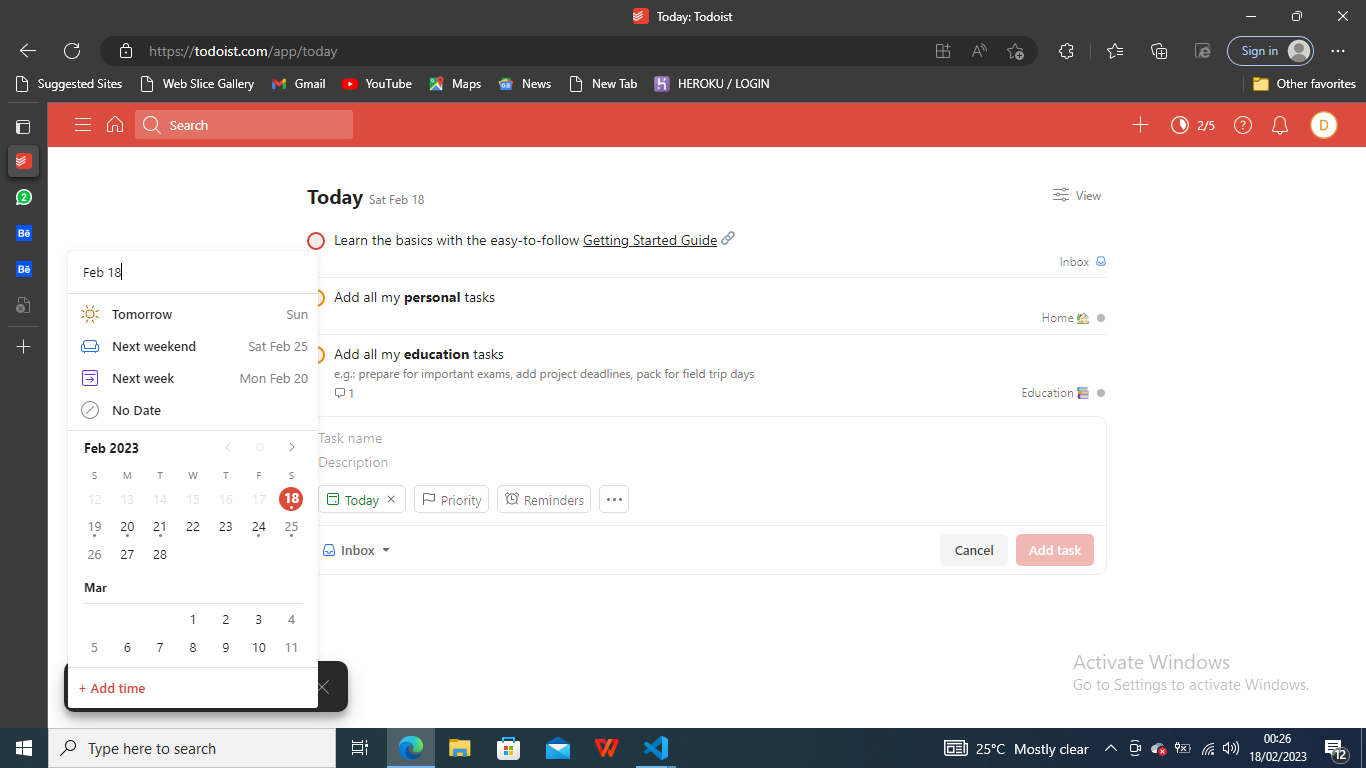 Today: Todoist
https://todoist.com/app/today
Sign in
Suggested Sites
Web Slice Gallery
Gmail
YouTube
Maps
News
New Tab
HEROKU / LOGIN
Other favorites
Search
2/5
D
2
Bē
Bē
Today Sat Feb 18
View
Learn the basics with the easy-to-follow Getting Started Guide
Inbox
Add all my personal tasks
Home
Add all my education tasks
e.g.: prepare for important exams, add project deadlines, pack for field trip days
1
Education
Feb 18
Tomorrow Sun
Next weekend Sat Feb 25
Next week Mon Feb 20
No Date
Feb 2023
S M T W T F S
12 13 14 15 16 17 18
19 20 21 22 23 24 25
26 27 28
Mar
1 2 3 4
5 6 7 8 9 10 11
+ Add time
Task name
Description
Today
Priority
Reminders
Inbox
Cancel
Add task
Activate Windows
Go to Settings to activate Windows.
Type here to search
25°C Mostly clear
00:26
18/02/2023
12